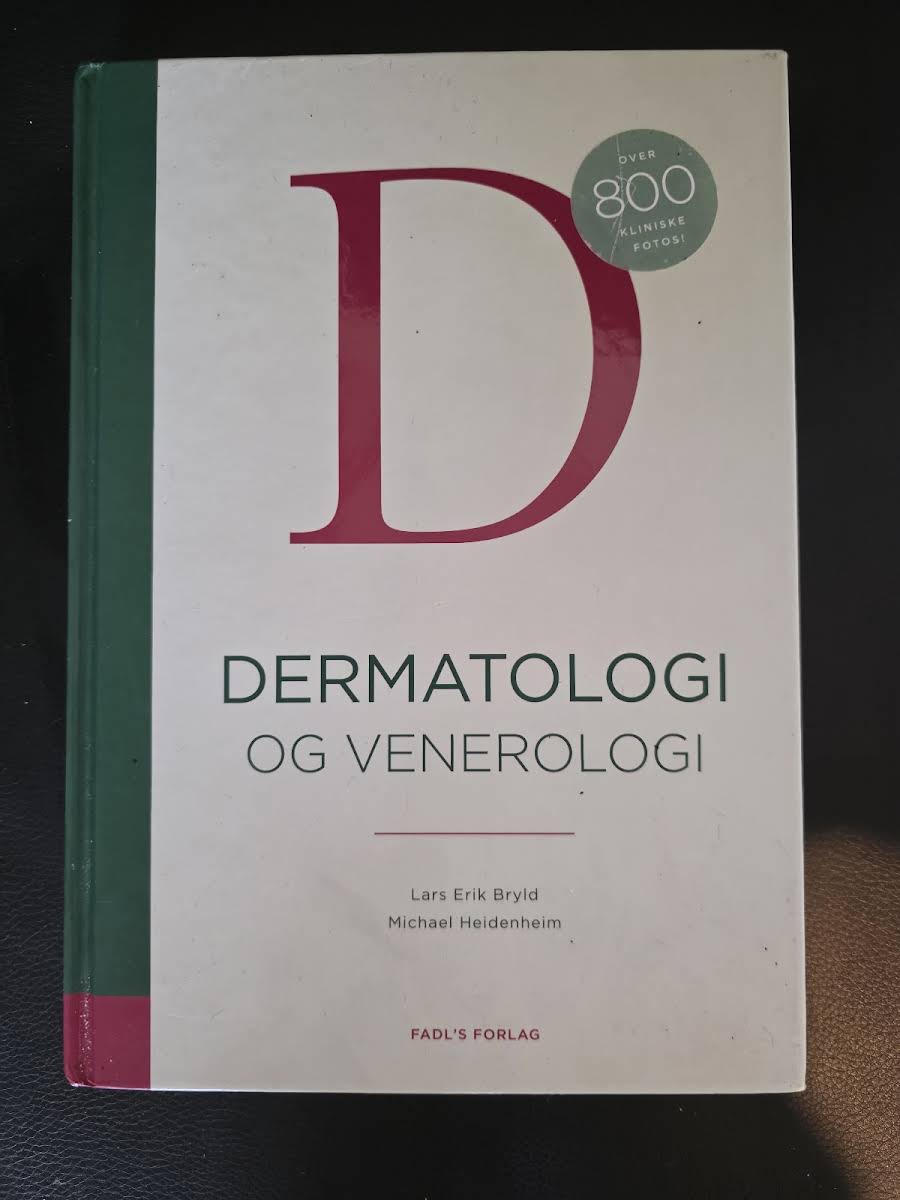 D
OVER
800
KLINISKE
FOTOS!
DERMATOLOGI
OG VENEROLOGI
Lars Erik Bryld
Michael Heidenheim
FADL'S FORLAG